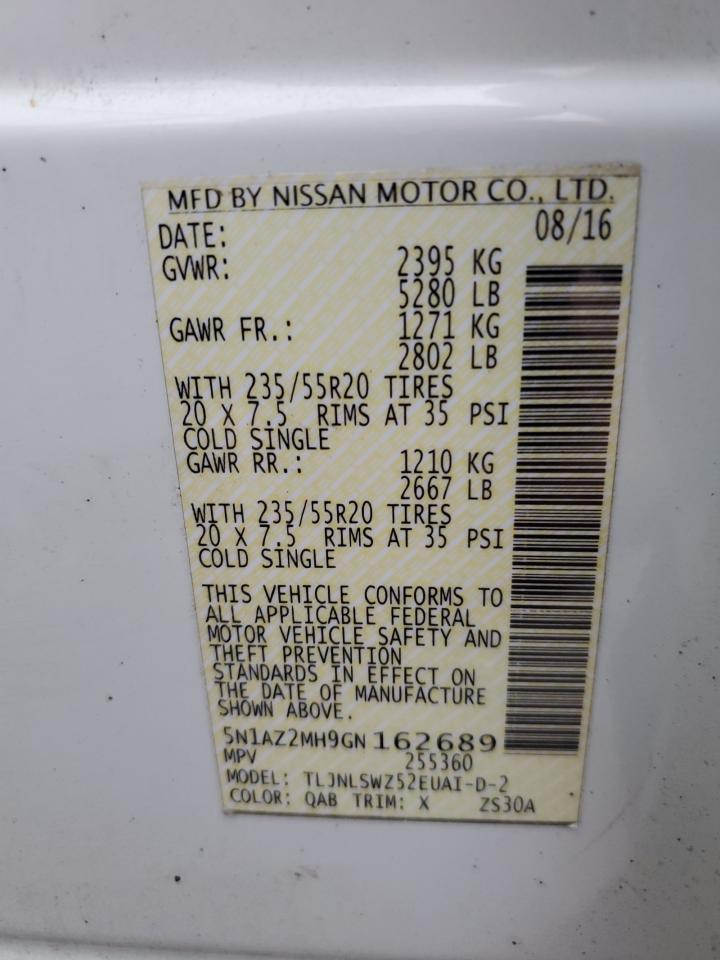 MFD BY NISSAN MOTOR CO., LTD.
DATE: 08/16
GVWR: 2395 KG
5280 LB
GAWR FR.: 1271 KG
2802 LB
WITH 235/55R20 TIRES
20 X 7.5 RIMS AT 35 PSI
COLD SINGLE
GAWR RR.: 1210 KG
2667 LB
WITH 235/55R20 TIRES
20 X 7.5 RIMS AT 35 PSI
COLD SINGLE
THIS VEHICLE CONFORMS TO
ALL APPLICABLE FEDERAL
MOTOR VEHICLE SAFETY AND
THEFT PREVENTION
STANDARDS IN EFFECT ON
THE DATE OF MANUFACTURE
SHOWN ABOVE.
5N1AZ2MH9GN 162689
MPV 255360
MODEL: TLJNLSWZ52EUAI-D-2
COLOR: QAB TRIM: X ZS30A